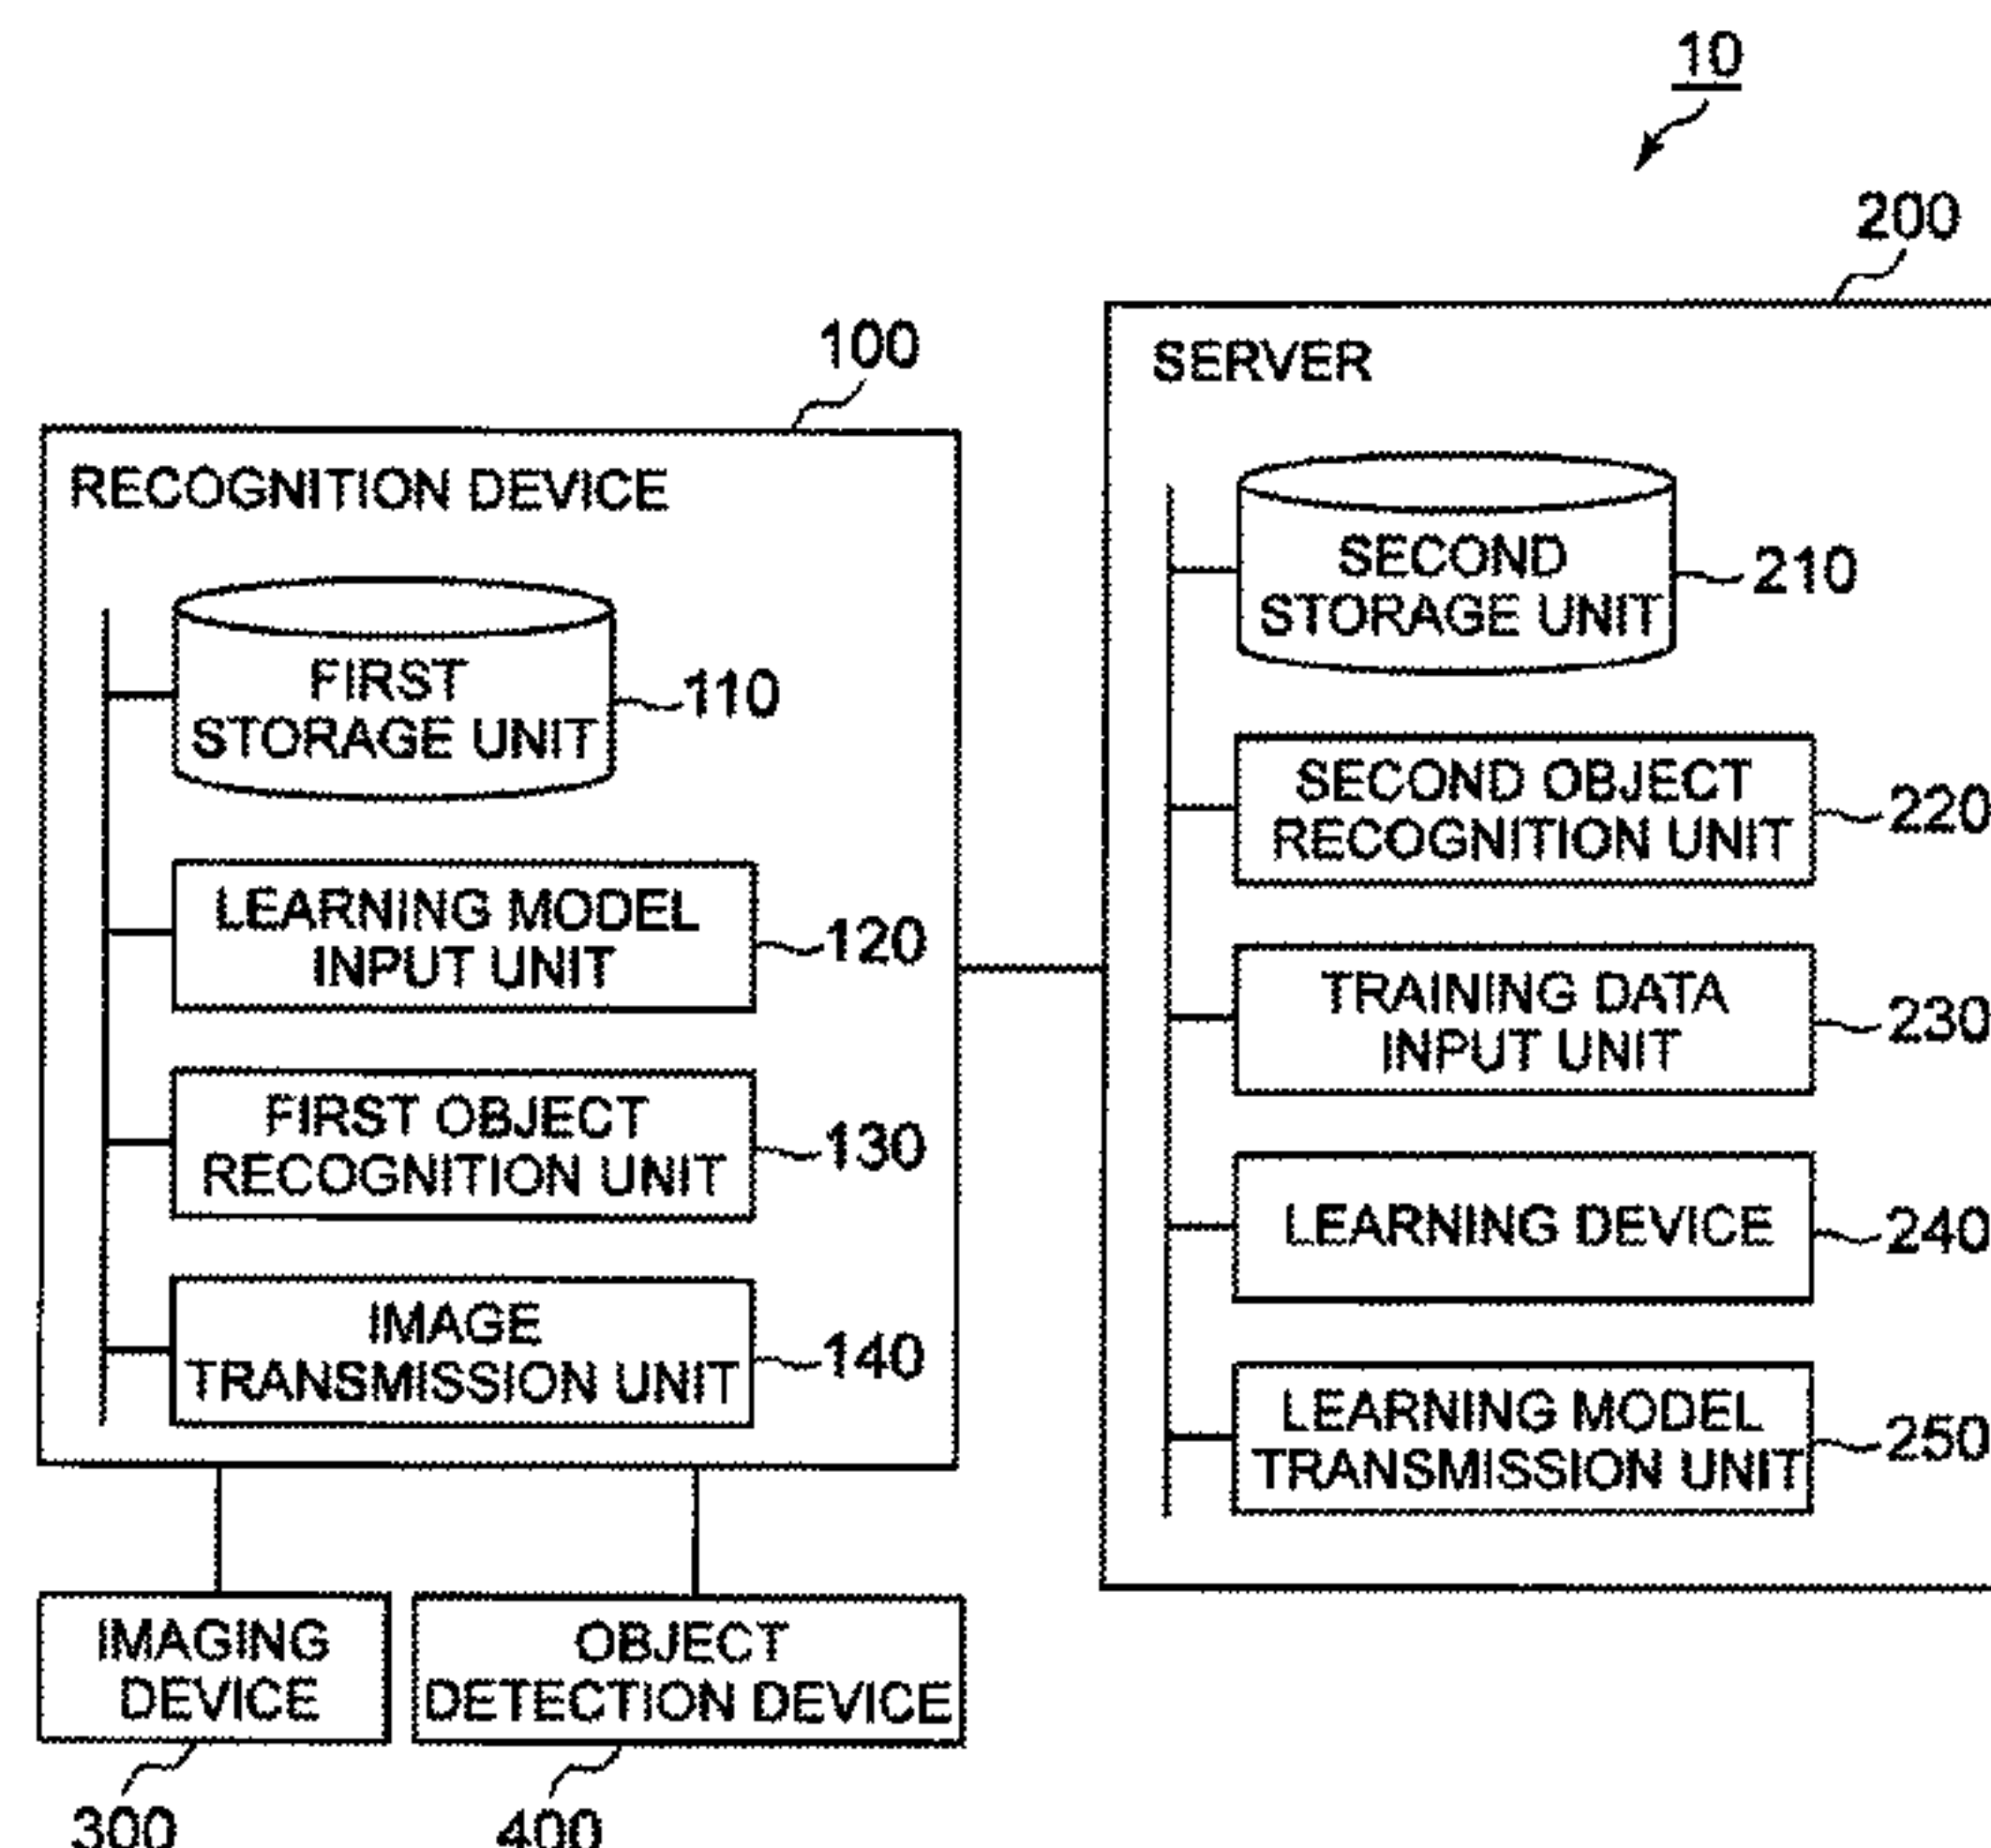 10
200
100
SERVER
RECOGNITION DEVICE
SECOND
STORAGE UNIT
210
FIRST
STORAGE UNIT
110
SECOND OBJECT
RECOGNITION UNIT
220
LEARNING MODEL
INPUT UNIT
120
TRAINING DATA
INPUT UNIT
230
FIRST OBJECT
RECOGNITION UNIT
130
LEARNING DEVICE
240
IMAGE
TRANSMISSION UNIT
140
LEARNING MODEL
TRANSMISSION UNIT
250
IMAGING
DEVICE
OBJECT
DETECTION DEVICE
300
400